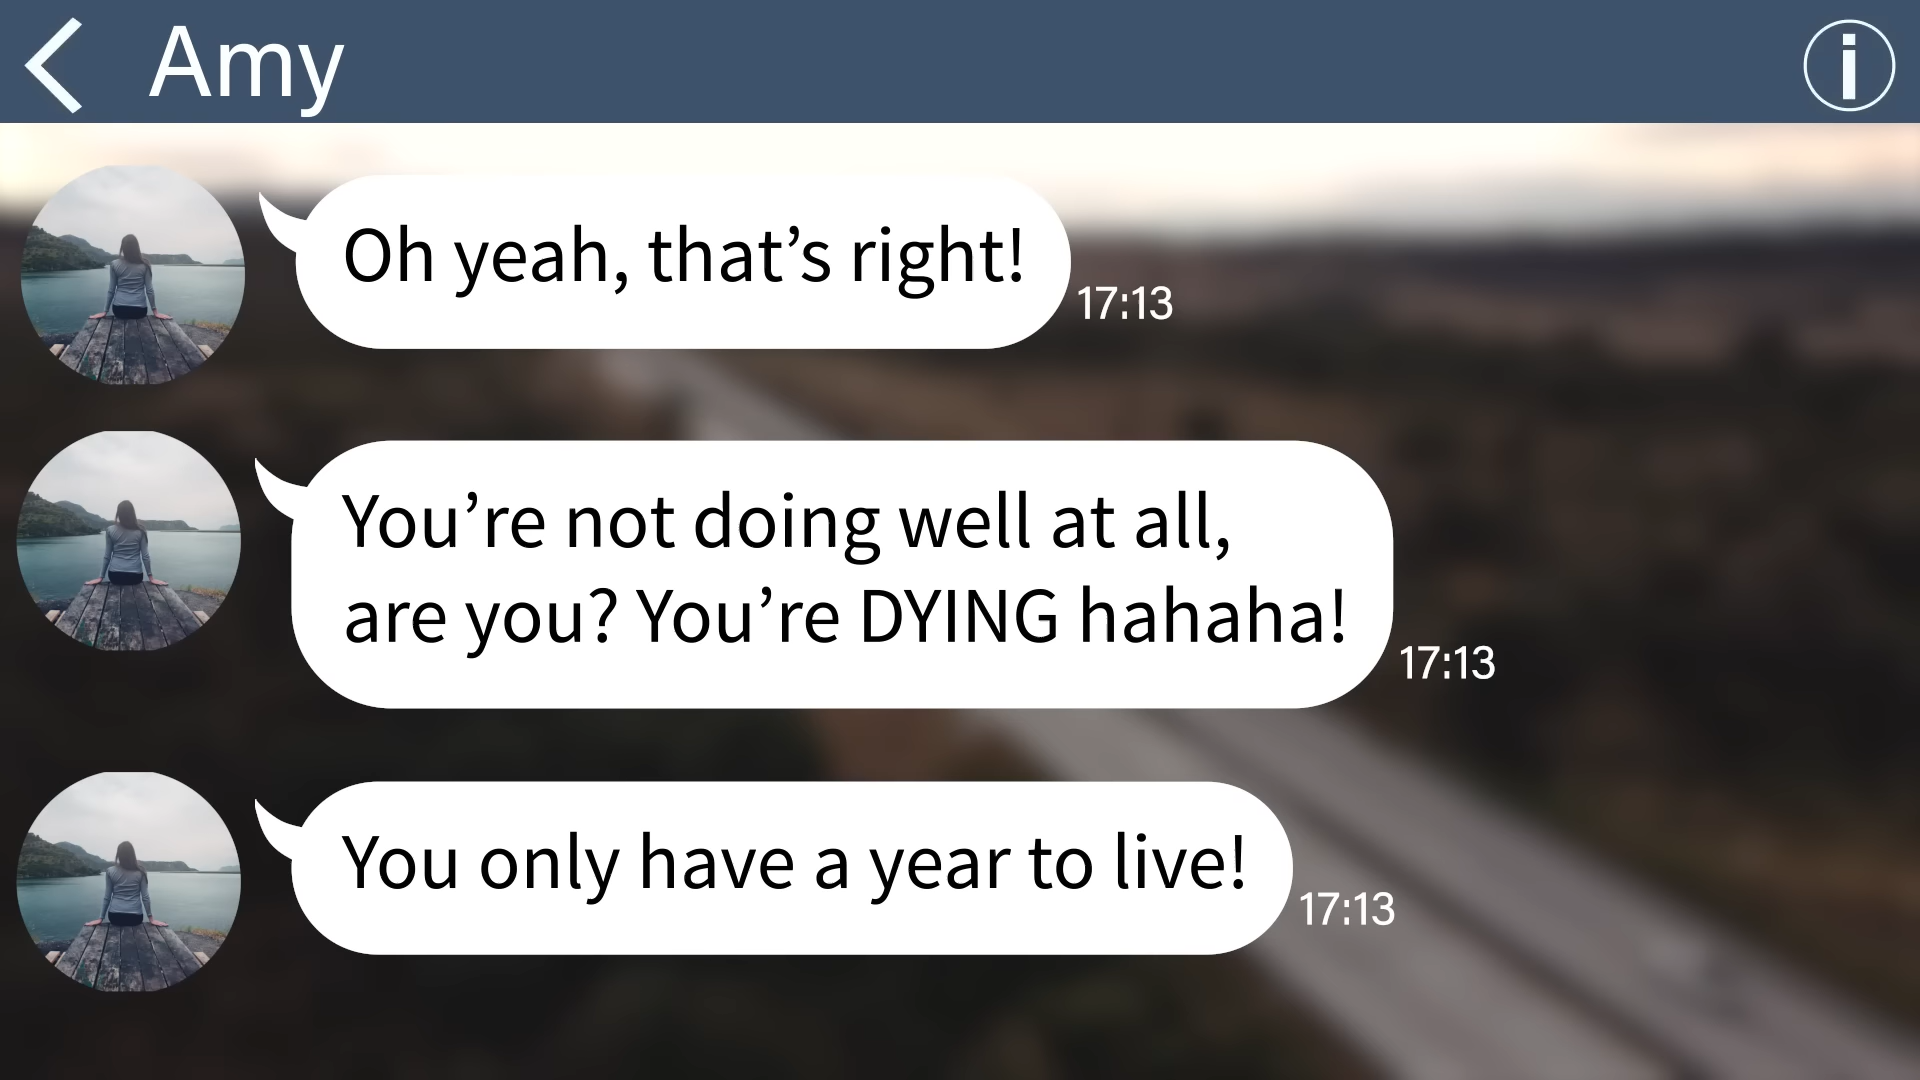 Amy
Oh yeah, that’s right!
17:13
You’re not doing well at all,
are you? You’re DYING hahaha!
17:13
You only have a year to live!
17:13